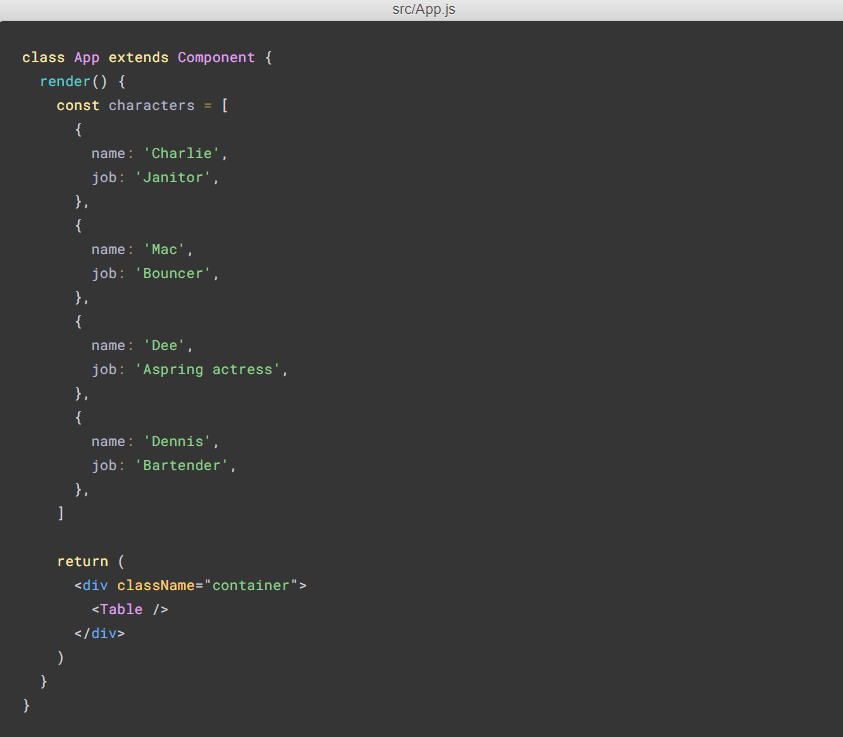 src/App.js
class App extends Component {
  render() {
    const characters = [
      {
        name: 'Charlie',
        job: 'Janitor',
      },
      {
        name: 'Mac',
        job: 'Bouncer',
      },
      {
        name: 'Dee',
        job: 'Aspring actress',
      },
      {
        name: 'Dennis',
        job: 'Bartender',
      },
    ]

    return (
      <div className="container">
        <Table />
      </div>
    )
  }
}